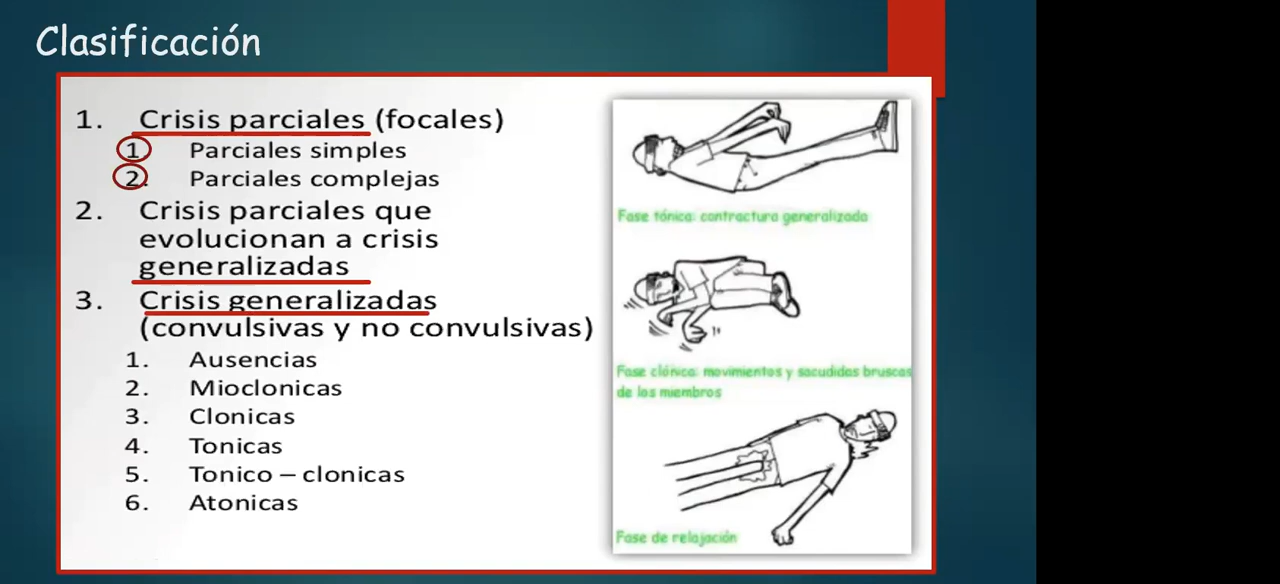 Clasificación
1. Crisis parciales (focales)
1 Parciales simples
2. Parciales complejas
2. Crisis parciales que
evolucionan a crisis
generalizadas
3. Crisis generalizadas
(convulsivas y no convulsivas)
1. Ausencias
2. Mioclonicas
3. Clonicas
4. Tonicas
5. Tonico – clonicas
6. Atonicas
Fase tónica: contractura generalizada
Fase clónica: movimientos y sacudidas bruscas
de los miembros
Fase de relajación